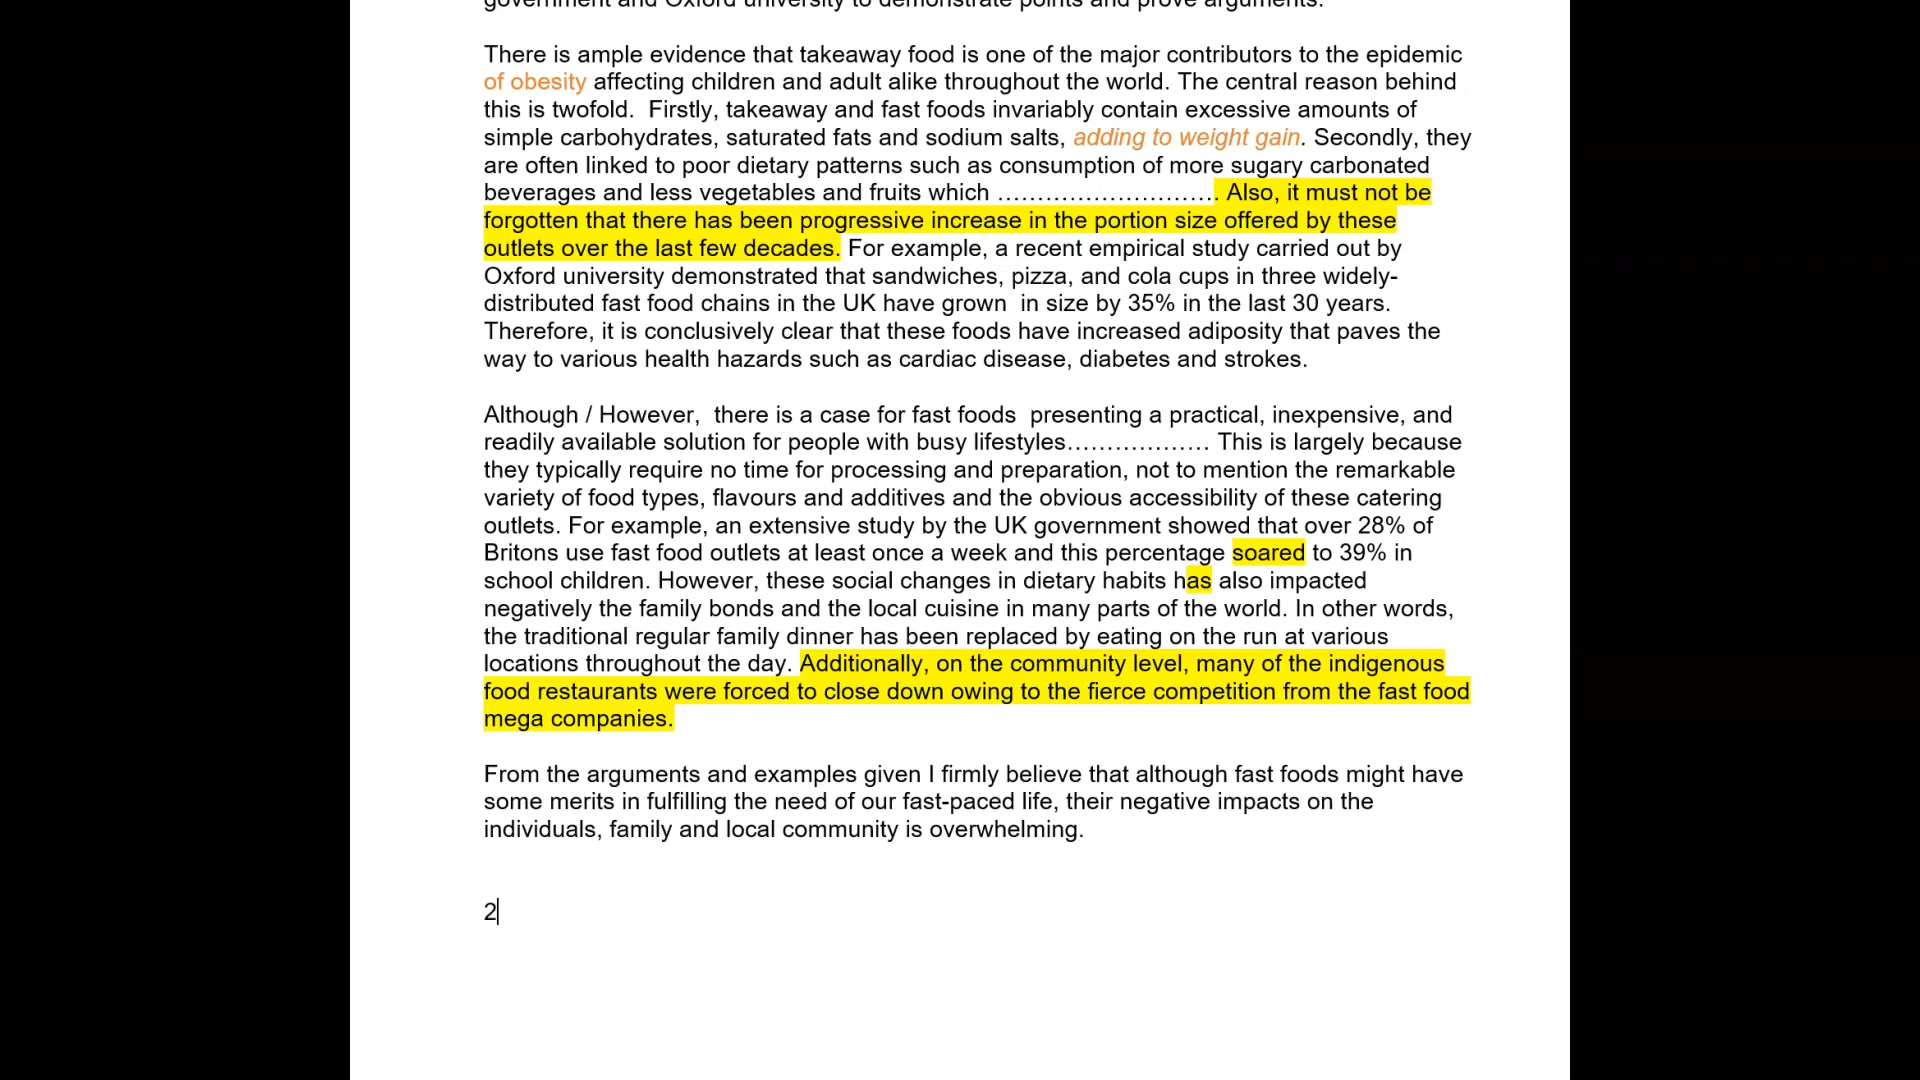 government and Oxford university to demonstrate points and prove arguments.
There is ample evidence that takeaway food is one of the major contributors to the epidemic
of obesity affecting children and adult alike throughout the world. The central reason behind
this is twofold.  Firstly, takeaway and fast foods invariably contain excessive amounts of
simple carbohydrates, saturated fats and sodium salts, adding to weight gain. Secondly, they
are often linked to poor dietary patterns such as consumption of more sugary carbonated
beverages and less vegetables and fruits which ………………………. Also, it must not be
forgotten that there has been progressive increase in the portion size offered by these
outlets over the last few decades. For example, a recent empirical study carried out by
Oxford university demonstrated that sandwiches, pizza, and cola cups in three widely-
distributed fast food chains in the UK have grown  in size by 35% in the last 30 years.
Therefore, it is conclusively clear that these foods have increased adiposity that paves the
way to various health hazards such as cardiac disease, diabetes and strokes.
Although / However,  there is a case for fast foods  presenting a practical, inexpensive, and
readily available solution for people with busy lifestyles……………… This is largely because
they typically require no time for processing and preparation, not to mention the remarkable
variety of food types, flavours and additives and the obvious accessibility of these catering
outlets. For example, an extensive study by the UK government showed that over 28% of
Britons use fast food outlets at least once a week and this percentage soared to 39% in
school children. However, these social changes in dietary habits has also impacted
negatively the family bonds and the local cuisine in many parts of the world. In other words,
the traditional regular family dinner has been replaced by eating on the run at various
locations throughout the day. Additionally, on the community level, many of the indigenous
food restaurants were forced to close down owing to the fierce competition from the fast food
mega companies.
From the arguments and examples given I firmly believe that although fast foods might have
some merits in fulfilling the need of our fast-paced life, their negative impacts on the
individuals, family and local community is overwhelming.
2